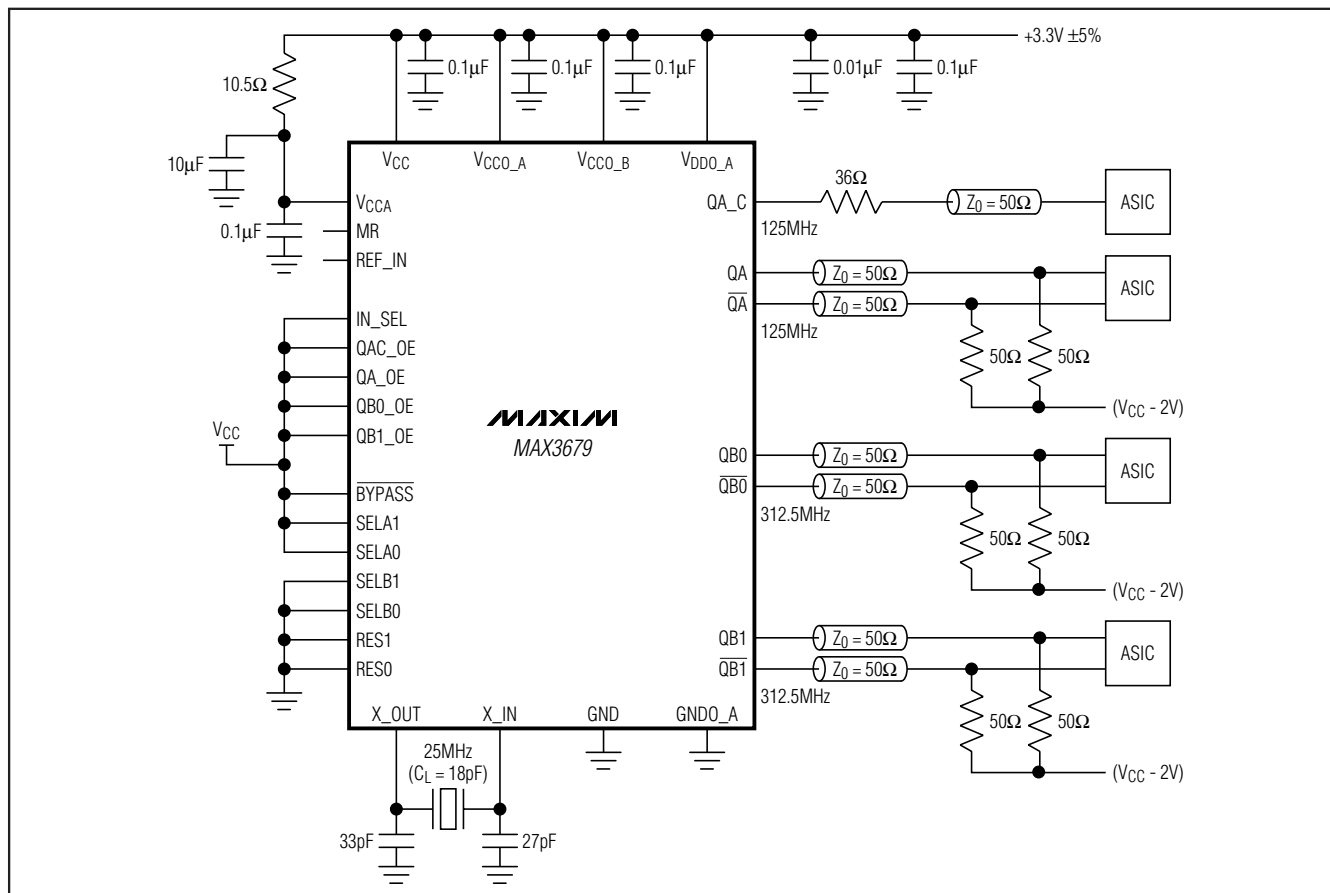 +3.3V ±5%
0.1µF
0.1µF
0.1µF
0.01µF
0.1µF
10.5Ω
10µF
0.1µF
VCC
VCCO_A
VCCO_B
VDDO_A
VCCA
MR
REF_IN
IN_SEL
QAC_OE
QA_OE
QB0_OE
QB1_OE
VCC
BYPASS
SELA1
SELA0
SELB1
SELB0
RES1
RES0
MAXIM
MAX3679
QA_C
125MHz
36Ω
Z0 = 50Ω
ASIC
QA
QA
125MHz
Z0 = 50Ω
Z0 = 50Ω
ASIC
50Ω
50Ω
(VCC - 2V)
QB0
QB0
312.5MHz
Z0 = 50Ω
Z0 = 50Ω
ASIC
50Ω
50Ω
(VCC - 2V)
QB1
QB1
312.5MHz
Z0 = 50Ω
Z0 = 50Ω
ASIC
50Ω
50Ω
(VCC - 2V)
X_OUT
X_IN
GND
GNDO_A
25MHz
(CL = 18pF)
33pF
27pF